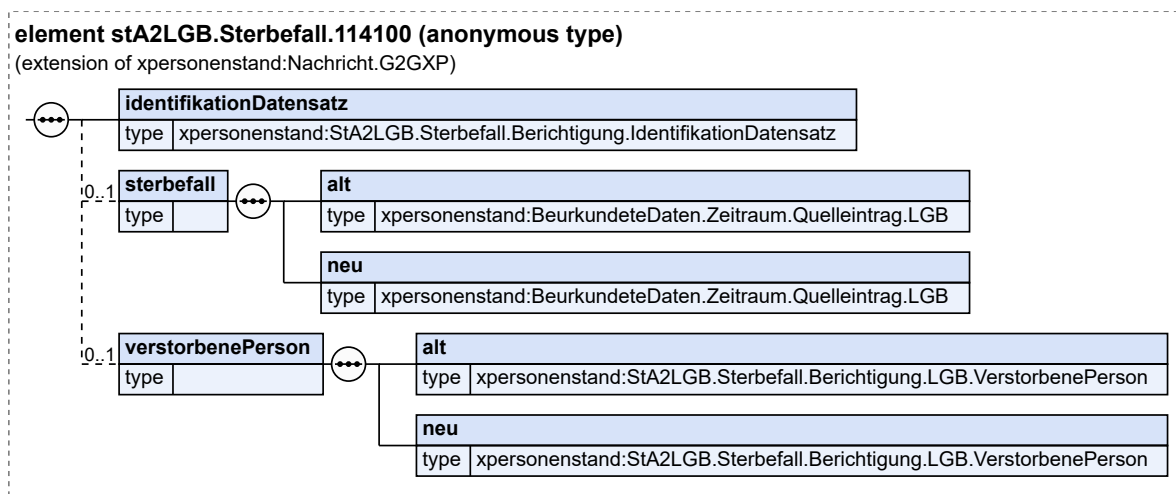 element stA2LGB.Sterbefall.114100 (anonymous type)
(extension of xpersonenstand:Nachricht.G2GXP)
identifikationDatensatz
type xpersonenstand:StA2LGB.Sterbefall.Berichtigung.IdentifikationDatensatz
0..1 sterbefall
type
alt
type xpersonenstand:BeurkundeteDaten.Zeitraum.Quelleintrag.LGB
neu
type xpersonenstand:BeurkundeteDaten.Zeitraum.Quelleintrag.LGB
0..1 verstorbenePerson
type
alt
type xpersonenstand:StA2LGB.Sterbefall.Berichtigung.LGB.VerstorbenePerson
neu
type xpersonenstand:StA2LGB.Sterbefall.Berichtigung.LGB.VerstorbenePerson